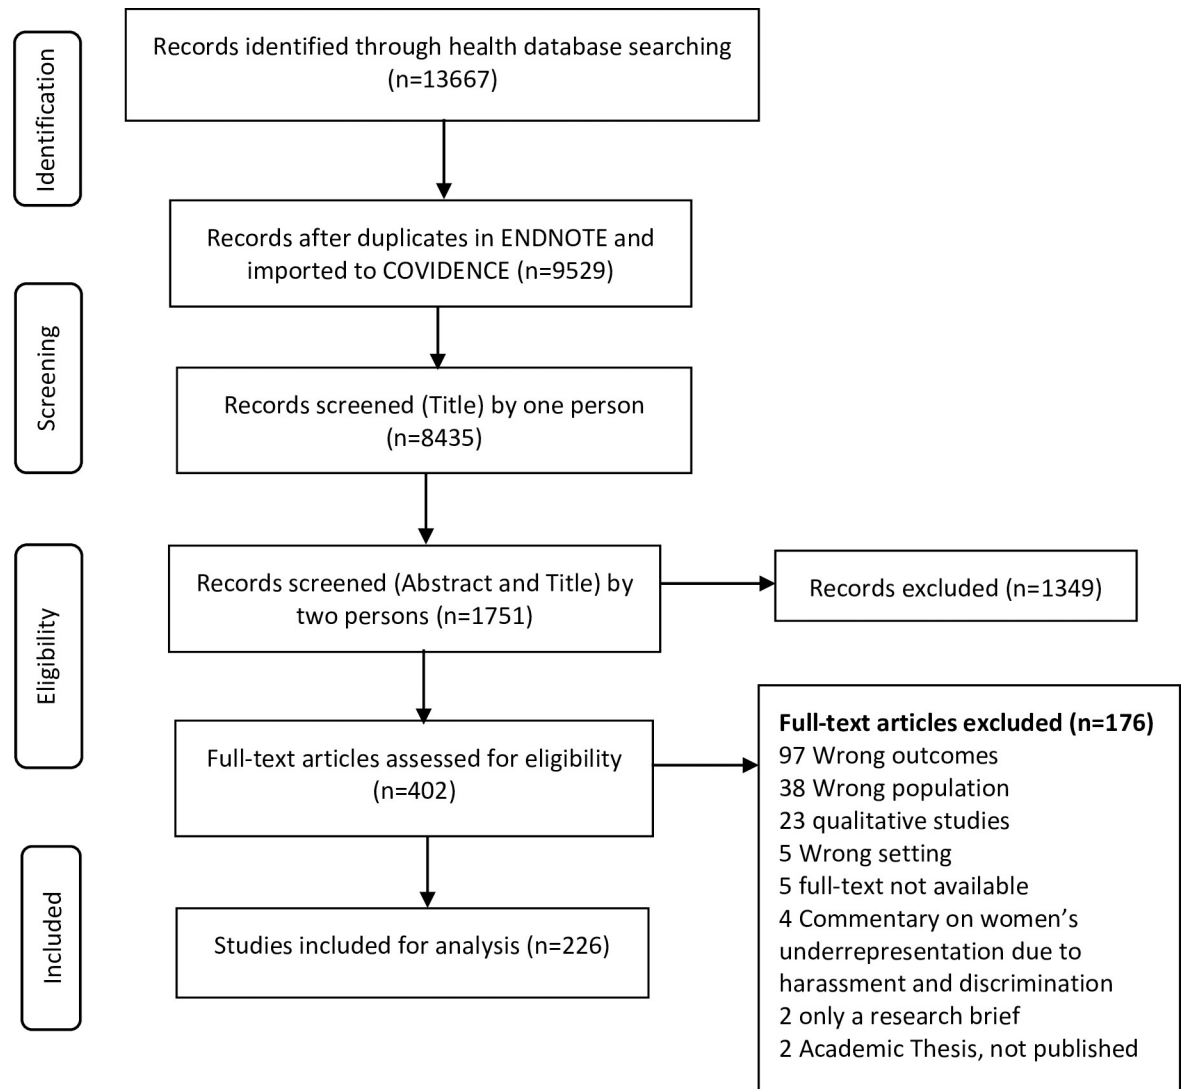 Identification
Records identified through health database searching
(n=13667)
Records after duplicates in ENDNOTE and
imported to COVIDENCE (n=9529)
Screening
Records screened (Title) by one person
(n=8435)
Eligibility
Records screened (Abstract and Title) by
two persons (n=1751)
Records excluded (n=1349)
Full-text articles assessed for eligibility
(n=402)
Full-text articles excluded (n=176)
97 Wrong outcomes
38 Wrong population
23 qualitative studies
5 Wrong setting
5 full-text not available
4 Commentary on women’s
underrepresentation due to
harassment and discrimination
2 only a research brief
2 Academic Thesis, not published
Included
Studies included for analysis (n=226)